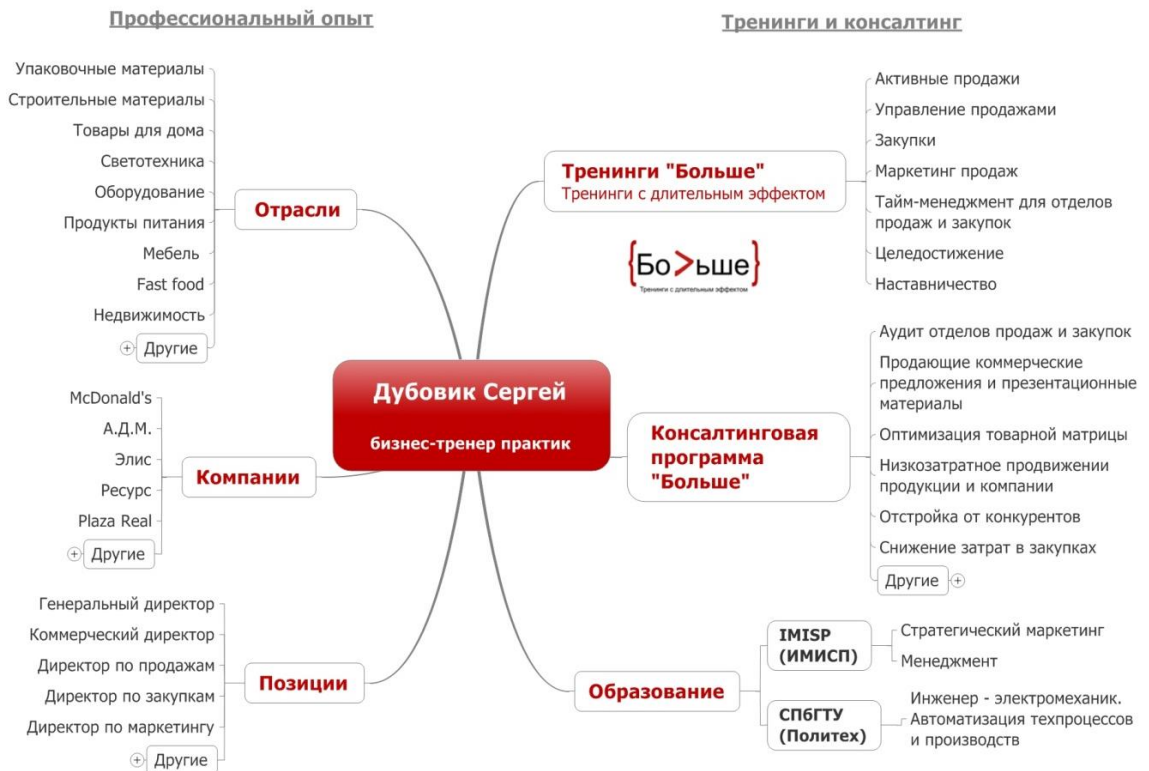 Профессиональный опыт
Упаковочные материалы
Строительные материалы
Товары для дома
Светотехника
Оборудование
Продукты питания
Мебель
Fast food
Недвижимость
Другие
Отрасли
McDonald's
А.Д.М.
Элис
Ресурс
Plaza Real
Другие
Компании
Генеральный директор
Коммерческий директор
Директор по продажам
Директор по закупкам
Директор по маркетингу
Другие
Позиции
Дубовик Сергей
бизнес-тренер практик
Тренинги и консалтинг
Тренинги "Больше"
Тренинги с длительным эффектом
{Бо>ьше}
Тренинги с длительным эффектом
Активные продажи
Управление продажами
Закупки
Маркетинг продаж
Тайм-менеджмент для отделов
продаж и закупок
Целедостижение
Наставничество
Консалтинговая
программа
"Больше"
Аудит отделов продаж и закупок
Продающие коммерческие
предложения и презентационные
материалы
Оптимизация товарной матрицы
Низкозатратное продвижении
продукции и компании
Отстройка от конкурентов
Снижение затрат в закупках
Другие
Образование
IMISP
(ИМИСП)
Стратегический маркетинг
Менеджмент
СПбГТУ
(Политех)
Инженер - электромеханик.
Автоматизация техпроцессов
и производств